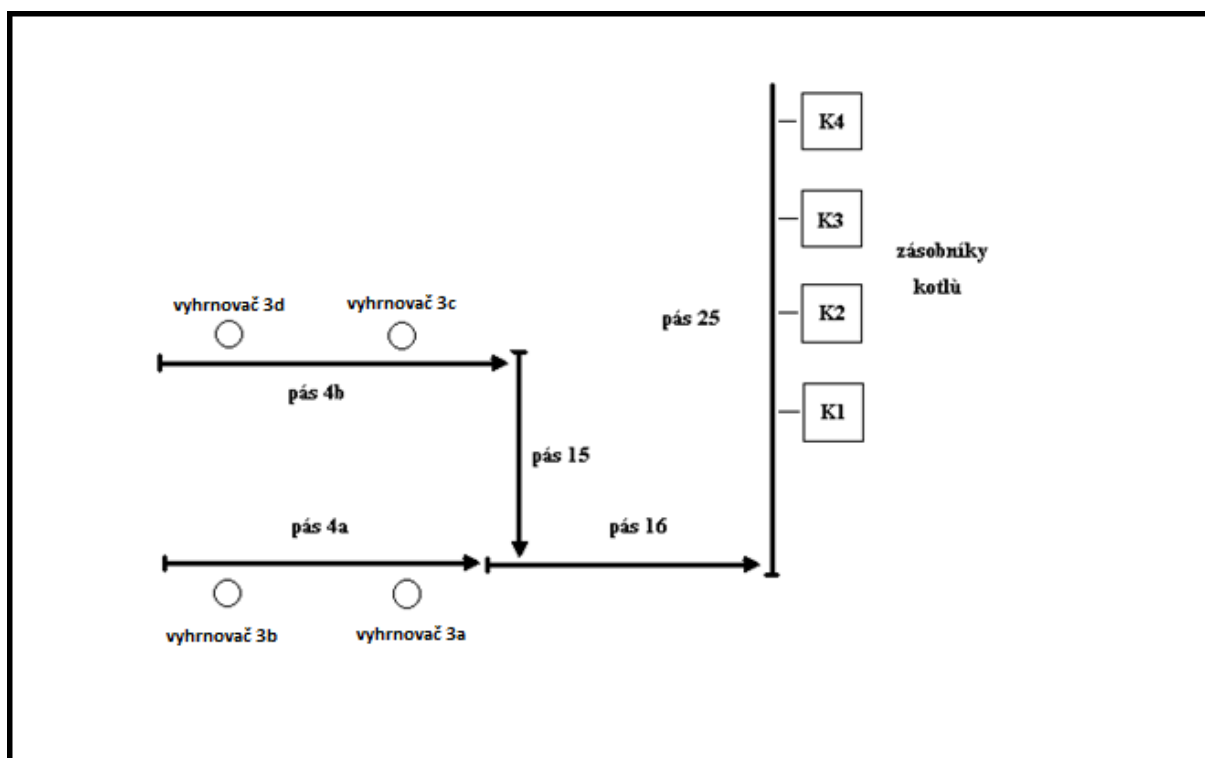 K4
K3
zásobníky
kotlù
vyhrnovač 3d
vyhrnovač 3c
K2
pás 25
pás 4b
K1
pás 15
pás 4a
pás 16
vyhrnovač 3b
vyhrnovač 3a